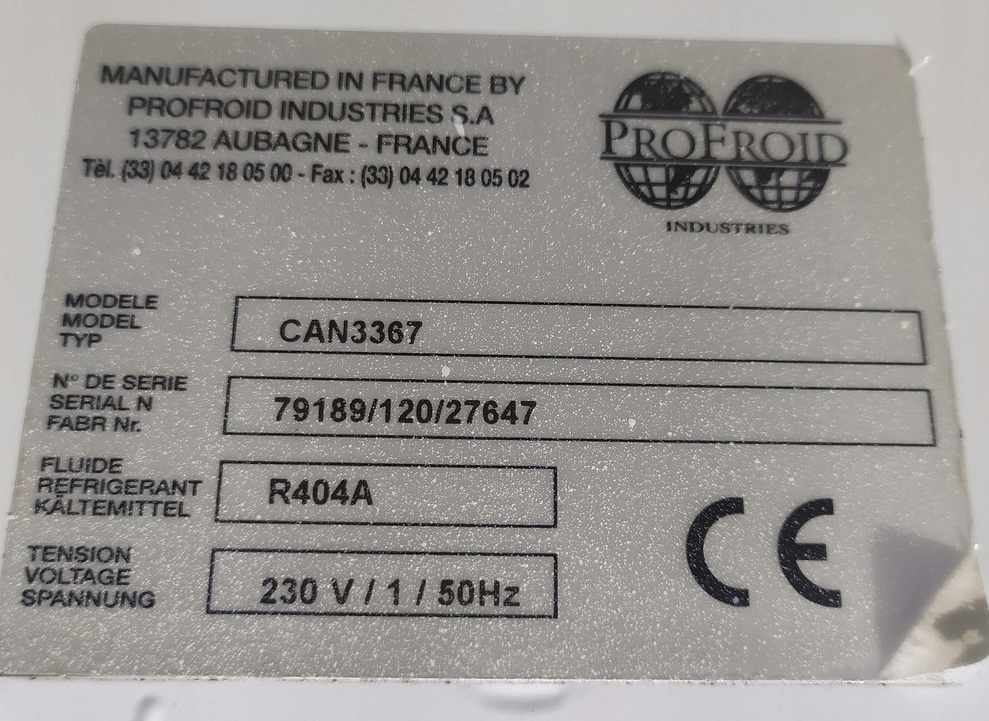 MANUFACTURED IN FRANCE BY
PROFROID INDUSTRIES S.A
13782 AUBAGNE - FRANCE
Tèl. (33) 04 42 18 05 00 - Fax : (33) 04 42 18 05 02
PROFROID
INDUSTRIES
MODELE
MODEL
TYP
CAN3367
N° DE SERIE
SERIAL N
FABR Nr.
79189/120/27647
FLUIDE
REFRIGERANT
KÄLTEMITTEL
R404A
TENSION
VOLTAGE
SPANNUNG
230 V / 1 / 50Hz
CE